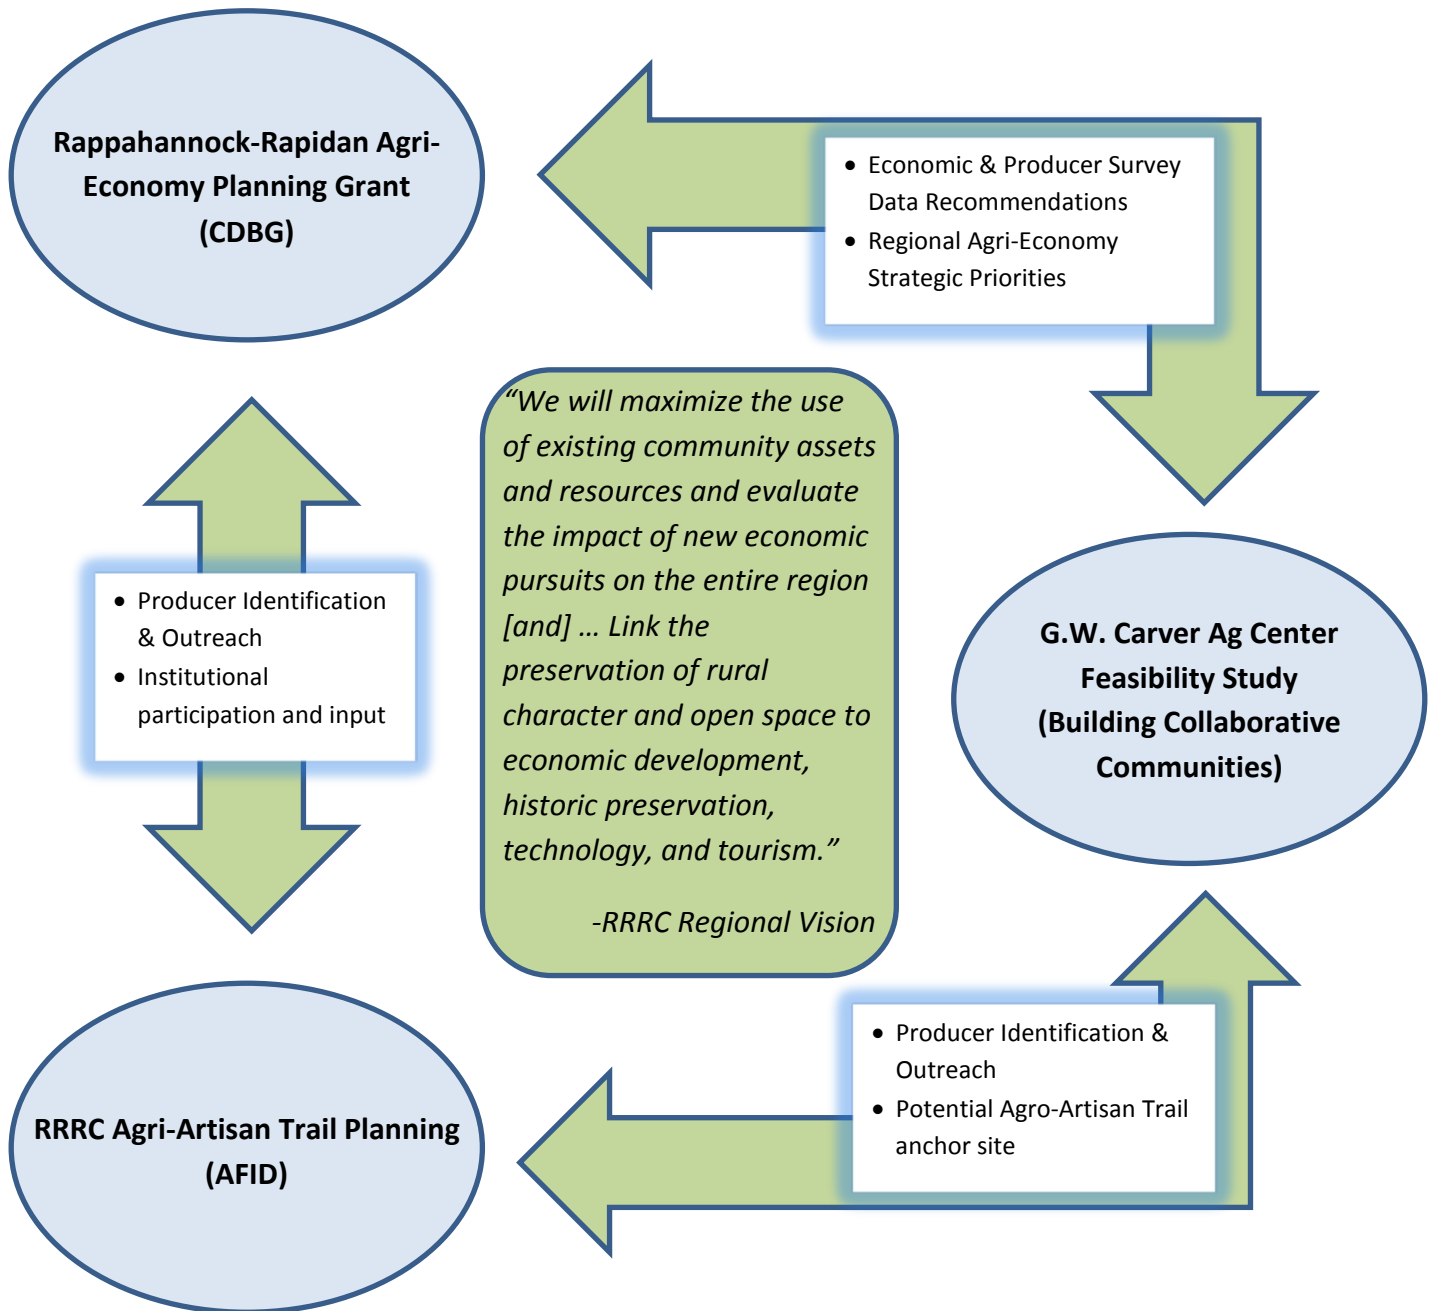 Rappahannock-Rapidan Agri-
Economy Planning Grant
(CDBG)
• Economic & Producer Survey
Data Recommendations
• Regional Agri-Economy
Strategic Priorities
“We will maximize the use
of existing community assets
and resources and evaluate
the impact of new economic
pursuits on the entire region
[and] … Link the
preservation of rural
character and open space to
economic development,
historic preservation,
technology, and tourism.”
-RRRC Regional Vision
• Producer Identification
& Outreach
• Institutional
participation and input
G.W. Carver Ag Center
Feasibility Study
(Building Collaborative
Communities)
RRRC Agri-Artisan Trail Planning
(AFID)
• Producer Identification &
Outreach
• Potential Agro-Artisan Trail
anchor site